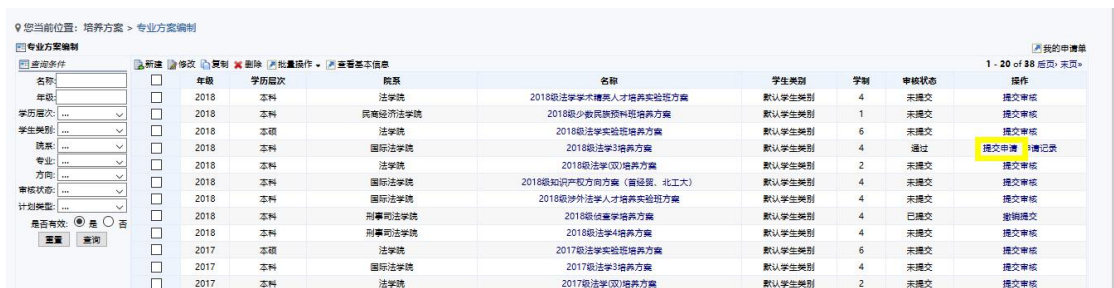 您当前位置：培养方案 > 专业方案编制
专业方案编制 我的申请单
查询条件 新建 修改 复制 删除 批量操作 查看基本信息 1 - 20 of 38 后页› 末页»
名称:
年级:
学历层次: ...
学生类别: ...
院系: ...
专业: ...
方向: ...
审核状态: ...
计划类型: ...
是否有效: 是 否
重置 查询
年级 学历层次 院系 名称 学生类别 学制 审核状态 操作
2018 本科 法学院 2018级法学学术精英人才培养实验班方案 默认学生类别 4 未提交 提交审核
2018 本科 民商经济法学院 2018级少数民族预科班培养方案 默认学生类别 1 未提交 提交审核
2018 本硕 法学院 2018级法学实验班培养方案 默认学生类别 6 未提交 提交审核
2018 本科 国际法学院 2018级法学3培养方案 默认学生类别 4 通过 提交申请 申请记录
2018 本科 法学院 2018级法学(双)培养方案 默认学生类别 2 未提交 提交审核
2018 本科 国际法学院 2018级知识产权方向方案（首经贸、北工大） 默认学生类别 4 未提交 提交审核
2018 本科 国际法学院 2018级涉外法学人才培养实验班方案 默认学生类别 4 未提交 提交审核
2018 本科 刑事司法学院 2018级侦查学培养方案 默认学生类别 4 已提交 撤销提交
2018 本科 刑事司法学院 2018级法学4培养方案 默认学生类别 4 未提交 提交审核
2017 本硕 法学院 2017级法学实验班培养方案 默认学生类别 6 未提交 提交审核
2017 本科 国际法学院 2017级法学3培养方案 默认学生类别 4 未提交 提交审核
2017 本科 法学院 2017级法学(双)培养方案 默认学生类别 2 未提交 提交审核